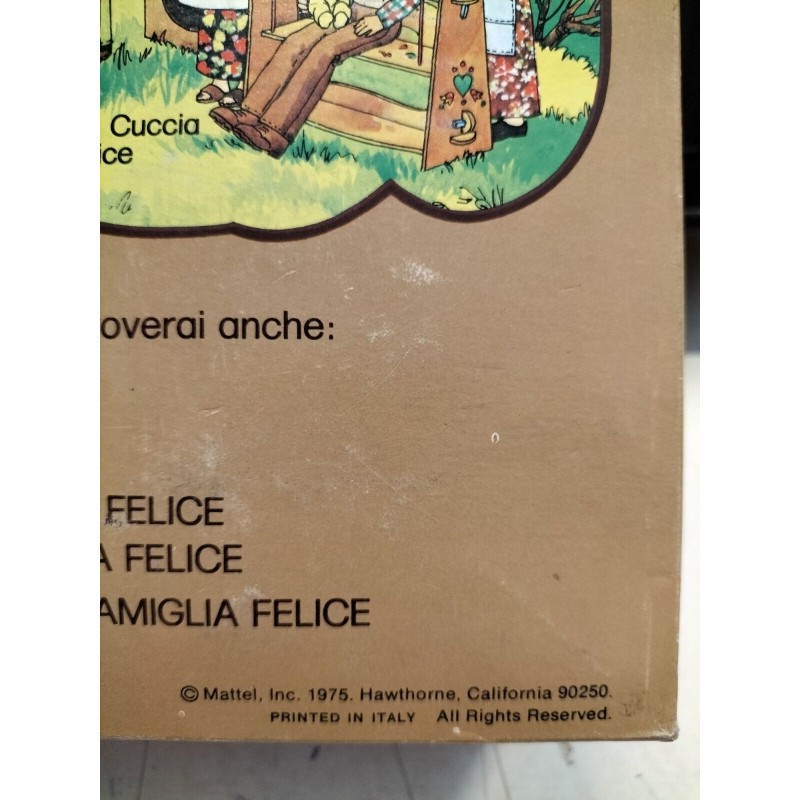 Cuccia
ice
overai anche:
FELICE
A FELICE
AMIGLIA FELICE
© Mattel, Inc. 1975. Hawthorne, California 90250.
PRINTED IN ITALY All Rights Reserved.